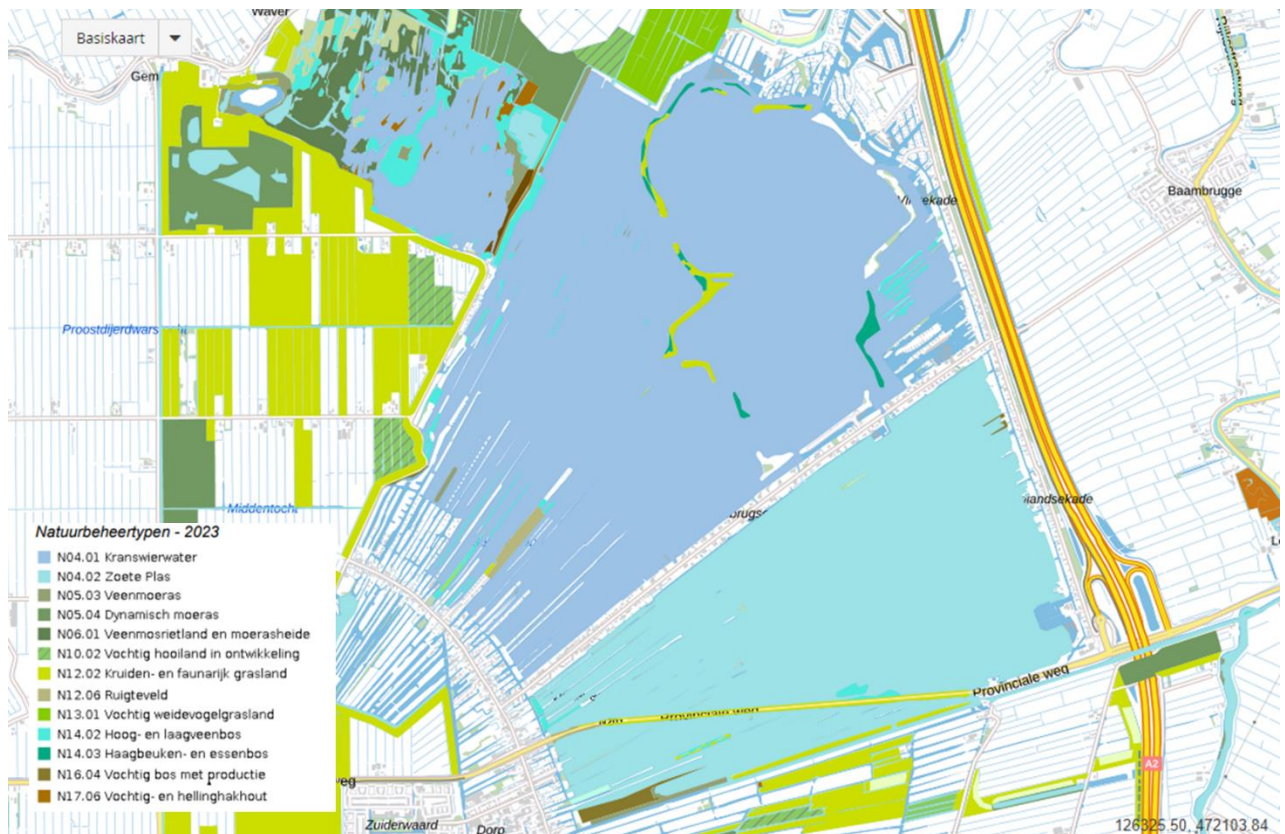 Waver
Basiskaart
Gem
Baambrugge
Proostdijerdwars
Middentocht
Natuurbeheertypen - 2023
N04.01 Kranswierwater
N04.02 Zoete Plas
N05.03 Veenmoeras
N05.04 Dynamisch moeras
N06.01 Veenmosrietland en moerasheide
N10.02 Vochtig hooiland in ontwikkeling
N12.02 Kruiden- en faunarijk grasland
N12.06 Ruigteveld
N13.01 Vochtig weidevogelgrasland
N14.02 Hoog- en laagveenbos
N14.03 Haagbeuken- en essenbos
N16.04 Vochtig bos met productie
N17.06 Vochtig- en hellinghakhout
Provinciale weg
Provinciale weg
A2
Zuiderwaard
Dorp
126325.50, 472103.84